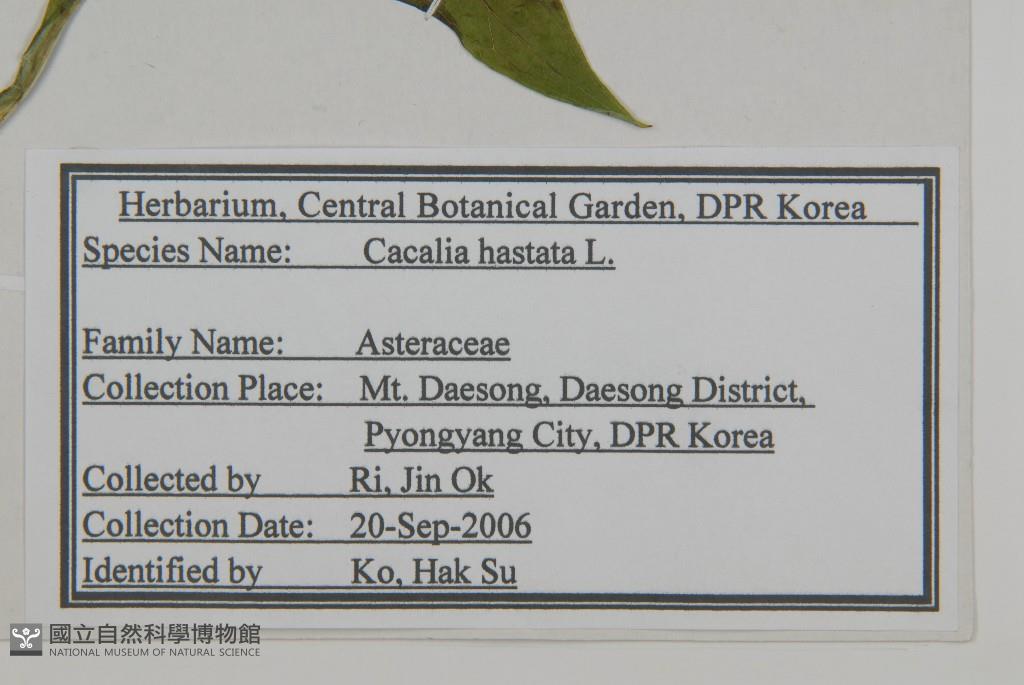 Herbarium, Central Botanical Garden, DPR Korea
Species Name: Cacalia hastata L.
Family Name: Asteraceae
Collection Place: Mt. Daesong, Daesong District,
Pyongyang City, DPR Korea
Collected by Ri, Jin Ok
Collection Date: 20-Sep-2006
Identified by Ko, Hak Su
國立自然科學博物館
NATIONAL MUSEUM OF NATURAL SCIENCE